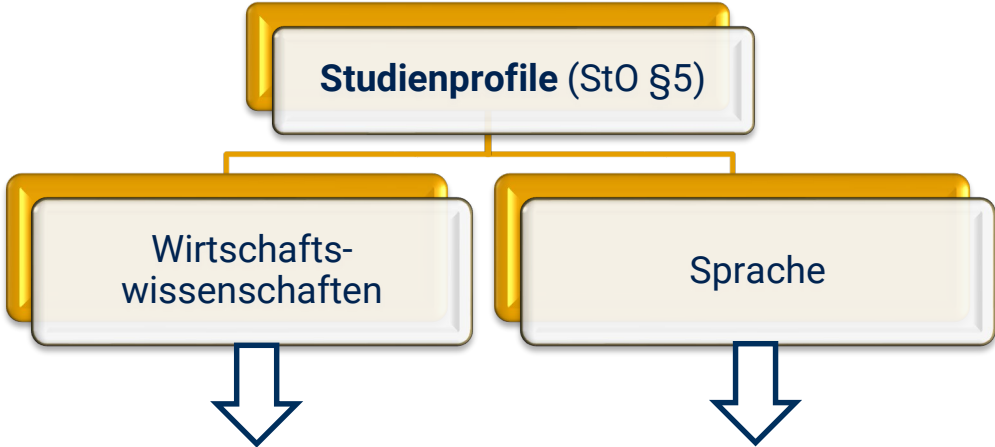 Studienprofile (StO §5)
Wirtschafts-
wissenschaften
Sprache